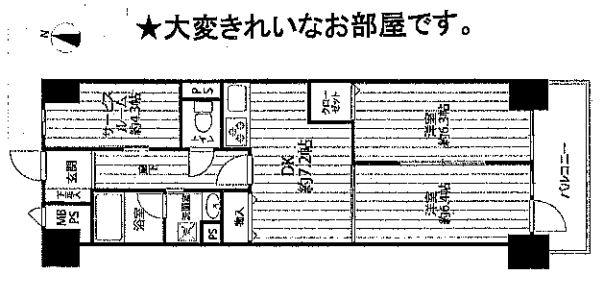 ★大変きれいなお部屋です。
N
サービス
ルーム
約4.3帖
PS
トイレ
クロー
ゼット
洋室
約6.3帖
玄関
下足入
廊下
DK
約7.2帖
洋室
約6.4帖
バルコニー
MB
PS
浴室
洗面室
PS
物入